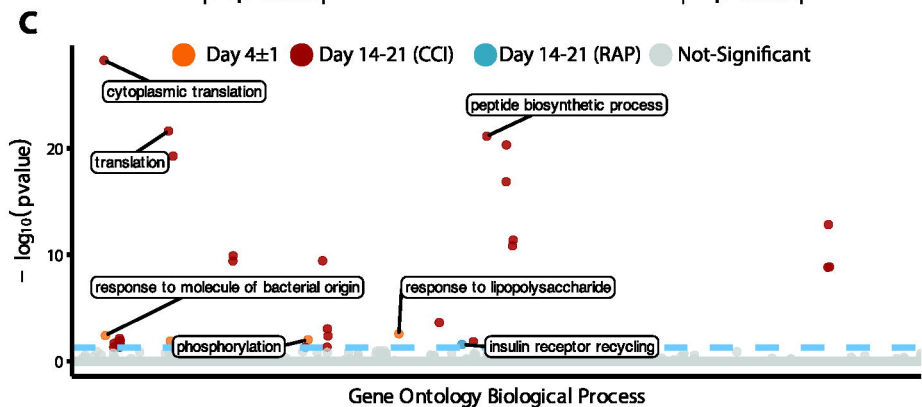 C
Day 4±1 Day 14-21 (CCI) Day 14-21 (RAP) Not-Significant
cytoplasmic translation
peptide biosynthetic process
20
translation
− log10(pvalue)
10
response to molecule of bacterial origin
response to lipopolysaccharide
phosphorylation
insulin receptor recycling
0
Gene Ontology Biological Process